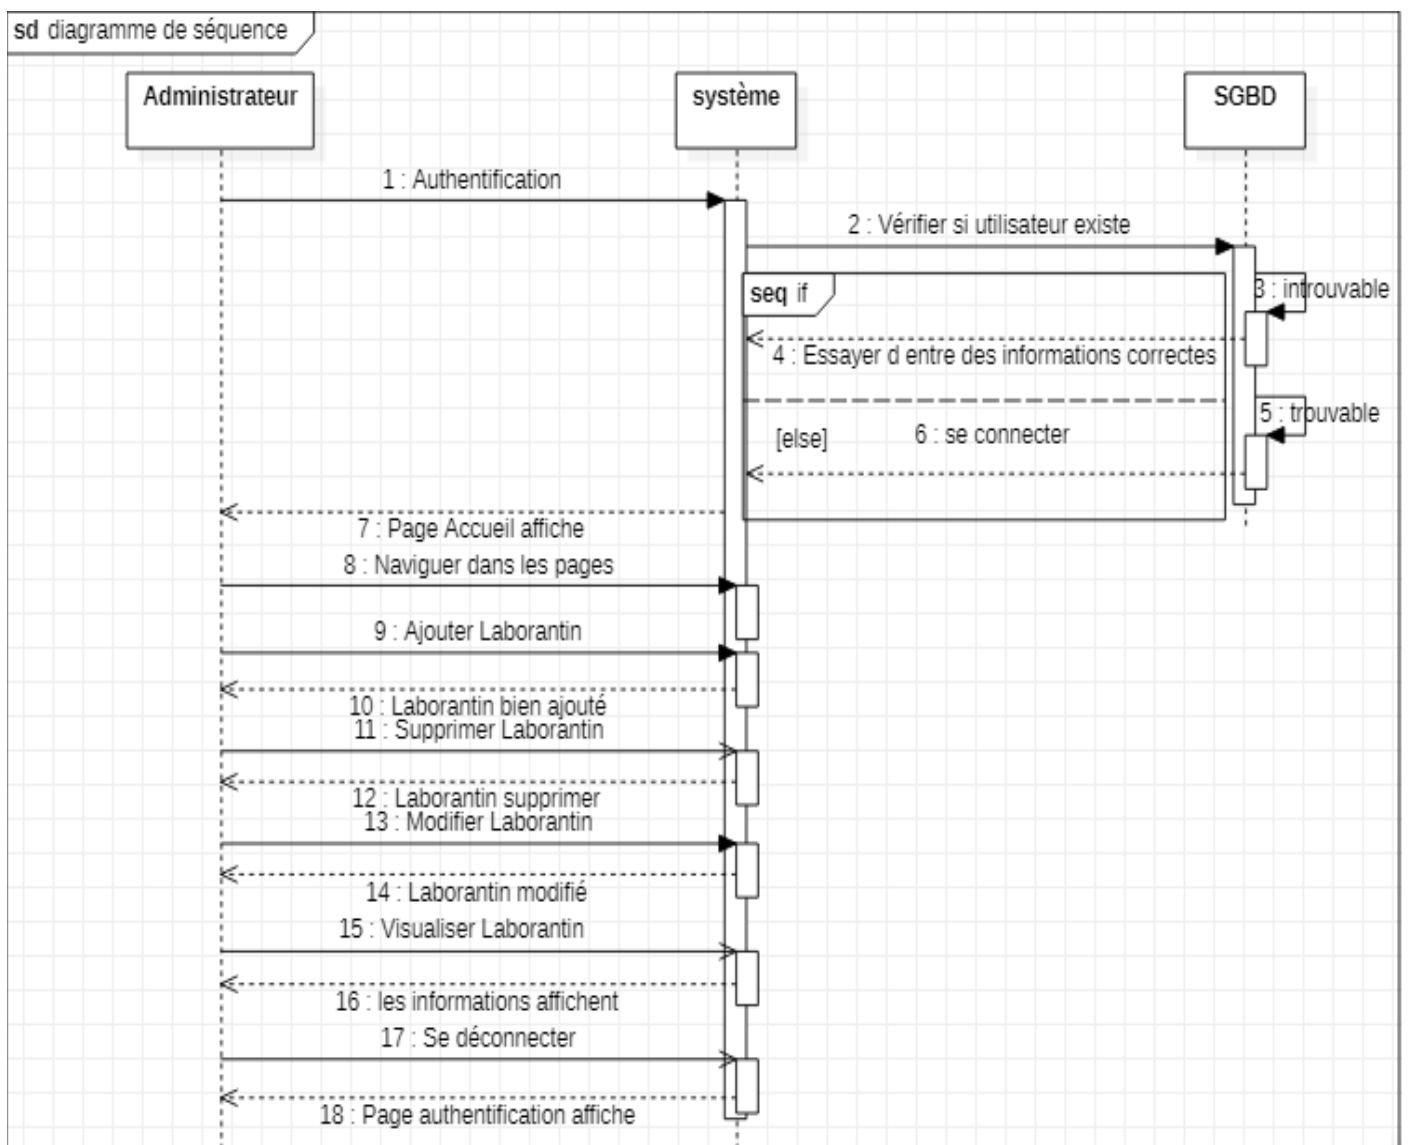 sd diagramme de séquence
Administrateur
système
SGBD
1 : Authentification
2 : Vérifier si utilisateur existe
seq if
3 : introuvable
4 : Essayer d entre des informations correctes
5 : trouvable
[else]
6 : se connecter
7 : Page Accueil affiche
8 : Naviguer dans les pages
9 : Ajouter Laborantin
10 : Laborantin bien ajouté
11 : Supprimer Laborantin
12 : Laborantin supprimer
13 : Modifier Laborantin
14 : Laborantin modifié
15 : Visualiser Laborantin
16 : les informations affichent
17 : Se déconnecter
18 : Page authentification affiche